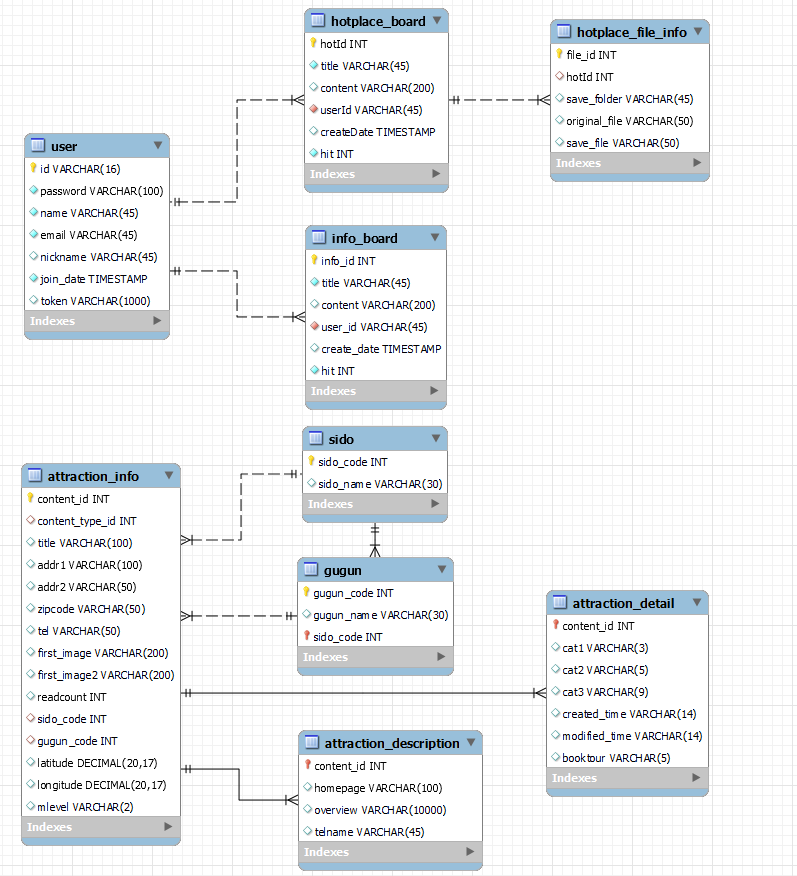 hotplace_board
hotId INT
title VARCHAR(45)
content VARCHAR(200)
userId VARCHAR(45)
createDate TIMESTAMP
hit INT
Indexes
hotplace_file_info
file_id INT
hotId INT
save_folder VARCHAR(45)
original_file VARCHAR(50)
save_file VARCHAR(50)
Indexes
user
id VARCHAR(16)
password VARCHAR(100)
name VARCHAR(45)
email VARCHAR(45)
nickname VARCHAR(45)
join_date TIMESTAMP
token VARCHAR(1000)
Indexes
info_board
info_id INT
title VARCHAR(45)
content VARCHAR(200)
user_id VARCHAR(45)
create_date TIMESTAMP
hit INT
Indexes
sido
sido_code INT
sido_name VARCHAR(30)
Indexes
attraction_info
content_id INT
content_type_id INT
title VARCHAR(100)
addr1 VARCHAR(100)
addr2 VARCHAR(50)
zipcode VARCHAR(50)
tel VARCHAR(50)
first_image VARCHAR(200)
first_image2 VARCHAR(200)
readcount INT
sido_code INT
gugun_code INT
latitude DECIMAL(20,17)
longitude DECIMAL(20,17)
mlevel VARCHAR(2)
Indexes
gugun
gugun_code INT
gugun_name VARCHAR(30)
sido_code INT
Indexes
attraction_detail
content_id INT
cat1 VARCHAR(3)
cat2 VARCHAR(5)
cat3 VARCHAR(9)
created_time VARCHAR(14)
modified_time VARCHAR(14)
booktour VARCHAR(5)
Indexes
attraction_description
content_id INT
homepage VARCHAR(100)
overview VARCHAR(10000)
telname VARCHAR(45)
Indexes